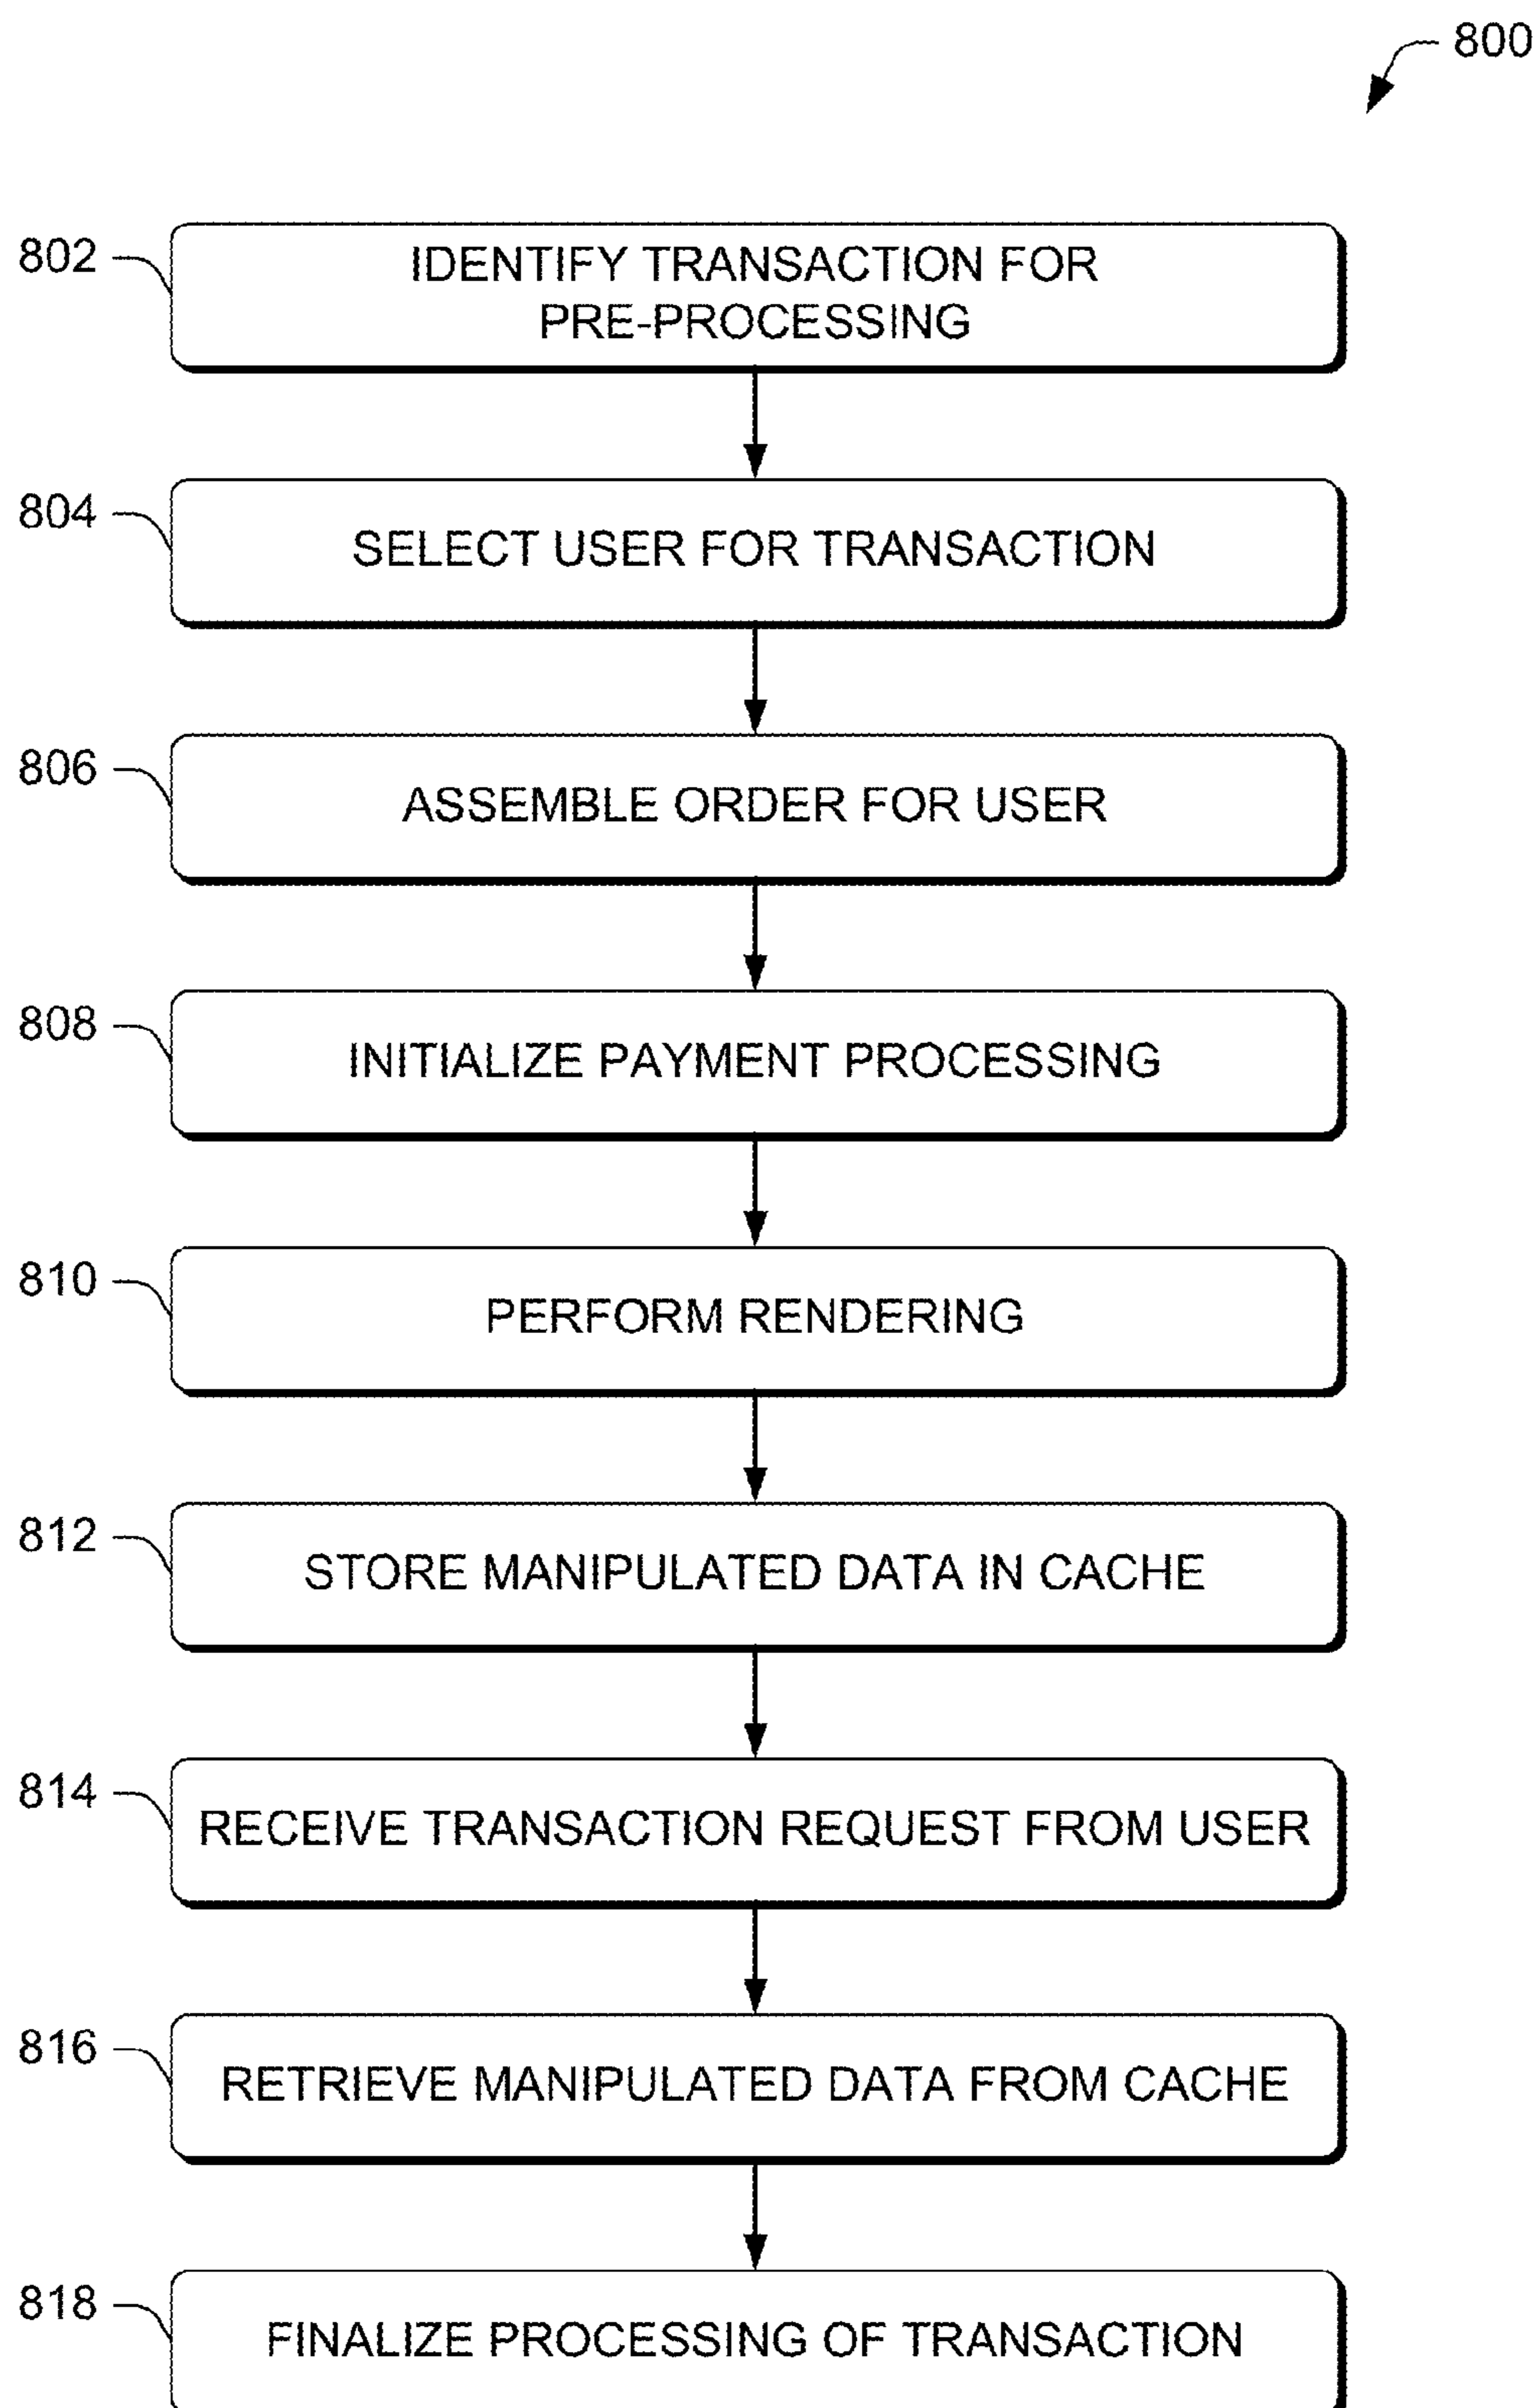 800
802
IDENTIFY TRANSACTION FOR
PRE-PROCESSING
804
SELECT USER FOR TRANSACTION
806
ASSEMBLE ORDER FOR USER
808
INITIALIZE PAYMENT PROCESSING
810
PERFORM RENDERING
812
STORE MANIPULATED DATA IN CACHE
814
RECEIVE TRANSACTION REQUEST FROM USER
816
RETRIEVE MANIPULATED DATA FROM CACHE
818
FINALIZE PROCESSING OF TRANSACTION